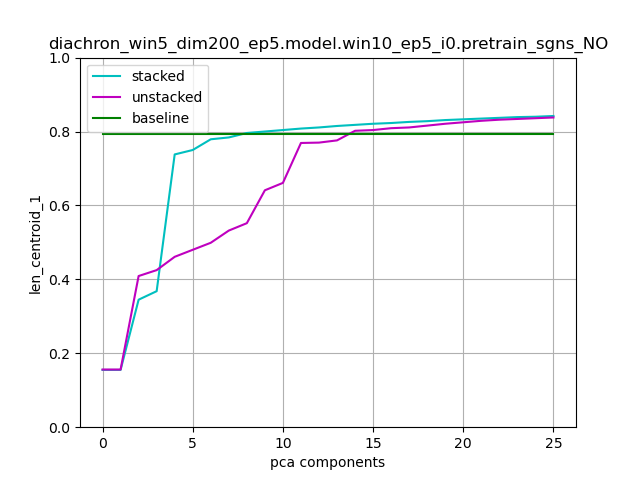 diachron_win5_dim200_ep5.model.win10_ep5_i0.pretrain_sgns_NO
1.0
stacked
unstacked
baseline
0.8
0.6
len_centroid_1
0.4
0.2
0.0
0 5 10 15 20 25
pca components